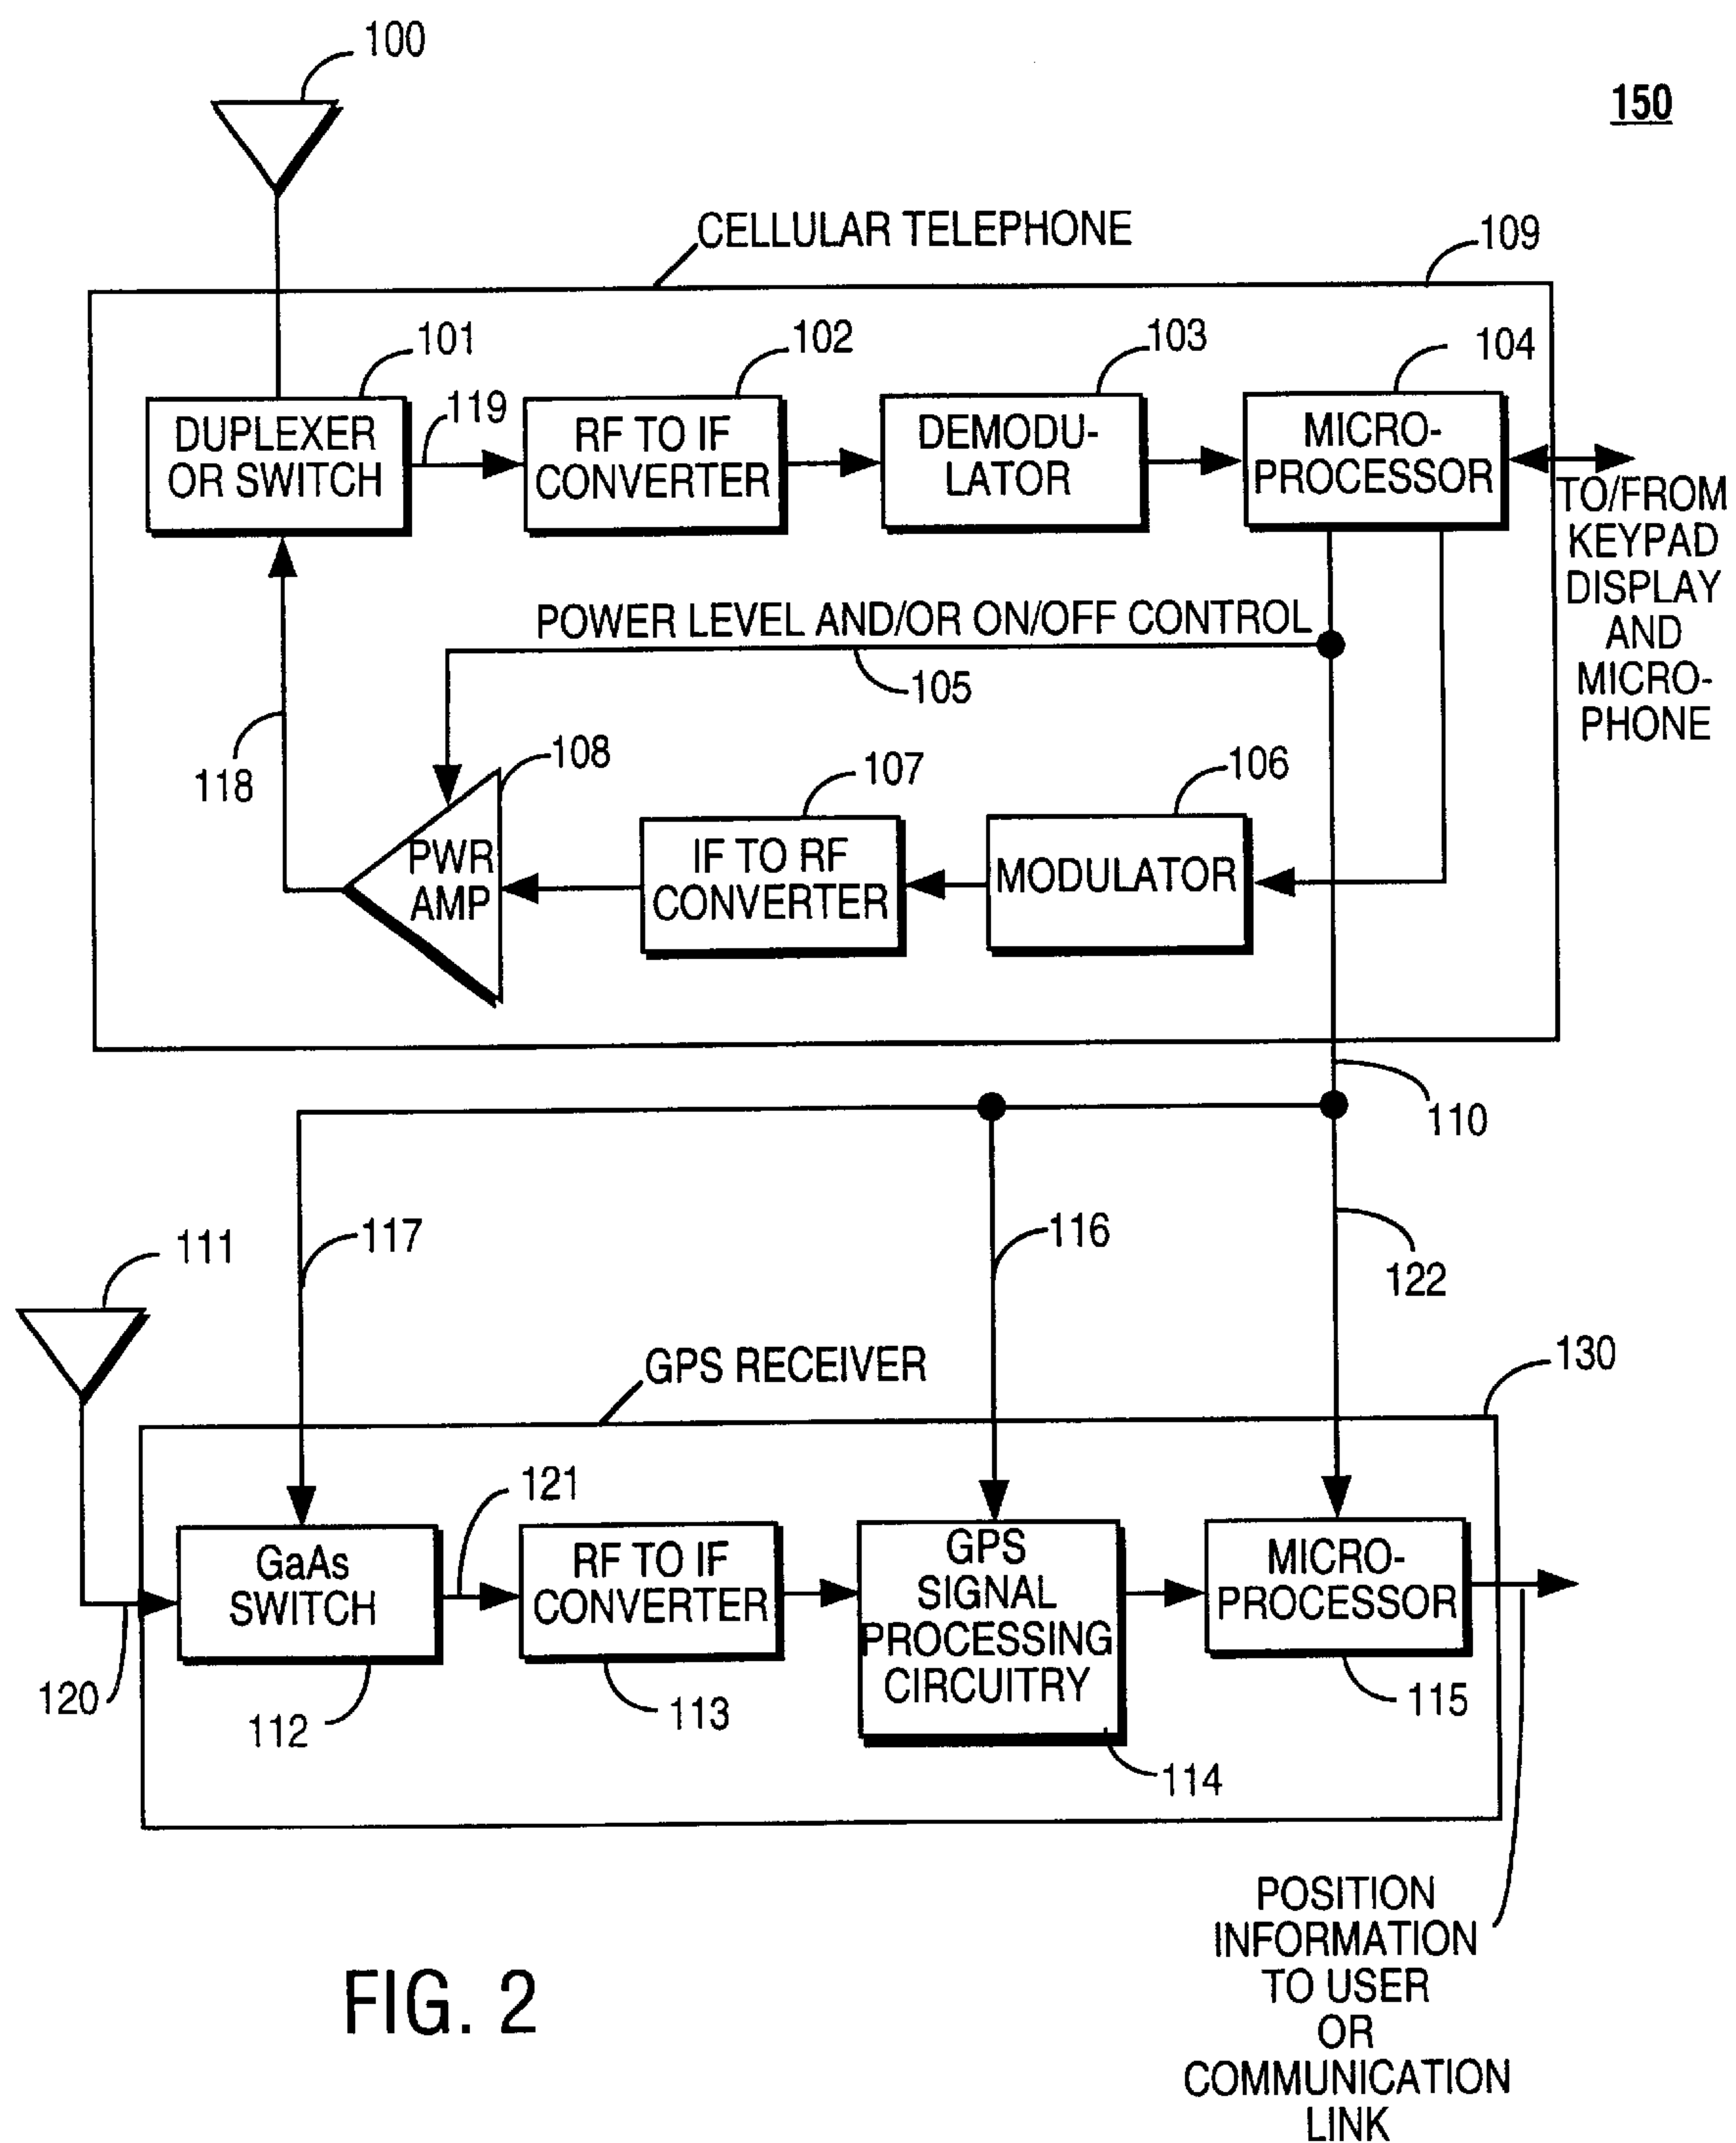 100
150
CELLULAR TELEPHONE
109
101
102
103
104
119
DUPLEXER
OR SWITCH
RF TO IF
CONVERTER
DEMODU-
LATOR
MICRO-
PROCESSOR
TO/FROM
KEYPAD
DISPLAY
AND
MICRO-
PHONE
POWER LEVEL AND/OR ON/OFF CONTROL
105
118
108
107
106
PWR
AMP
IF TO RF
CONVERTER
MODULATOR
110
117
116
111
122
GPS RECEIVER
130
121
GaAs
SWITCH
RF TO IF
CONVERTER
GPS
SIGNAL
PROCESSING
CIRCUITRY
MICRO-
PROCESSOR
120
112
113
115
114
POSITION
INFORMATION
TO USER
OR
COMMUNICATION
LINK
FIG. 2